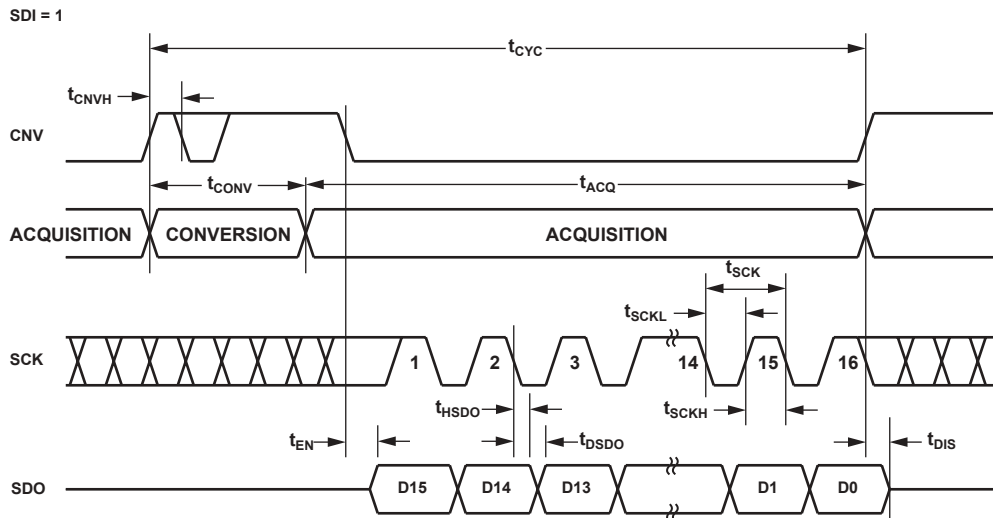 SDI = 1
tCYC
tCNVH
CNV
tCONV
tACQ
ACQUISITION CONVERSION ACQUISITION
tSCK
tSCKL
SCK 1 2 3 14 15 16
tHSDO tSCKH
tEN tDSDO tDIS
SDO D15 D14 D13 D1 D0